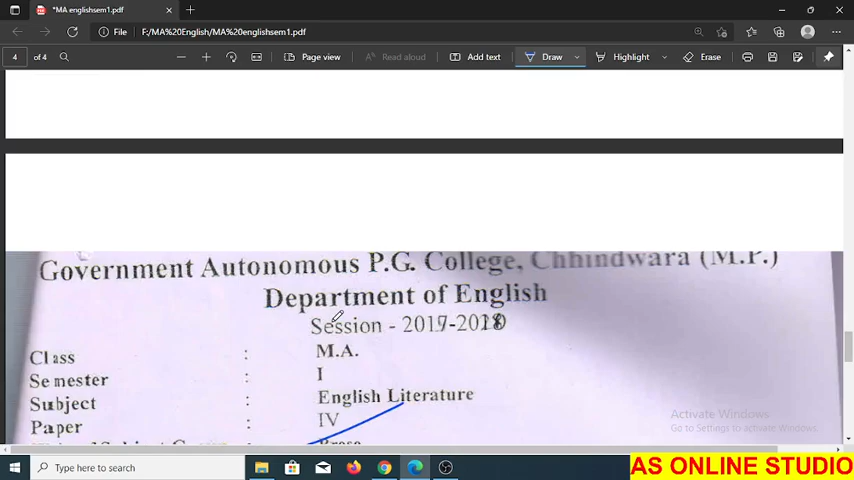 *MA englishsem1.pdf
File
F:/MA%20English/MA%20englishsem1.pdf
4 of 4
Page view
Read aloud
Add text
Draw
Highlight
Erase
Government Autonomous P.G. College, Chhindwara (M.P.)
Department of English
Session -
Class : M.A.
Semester : I
Subject : English Literature
Paper : IV
Prose
Activate Windows
Go to Settings to activate Windows.
Type here to search
AS ONLINE STUDIO